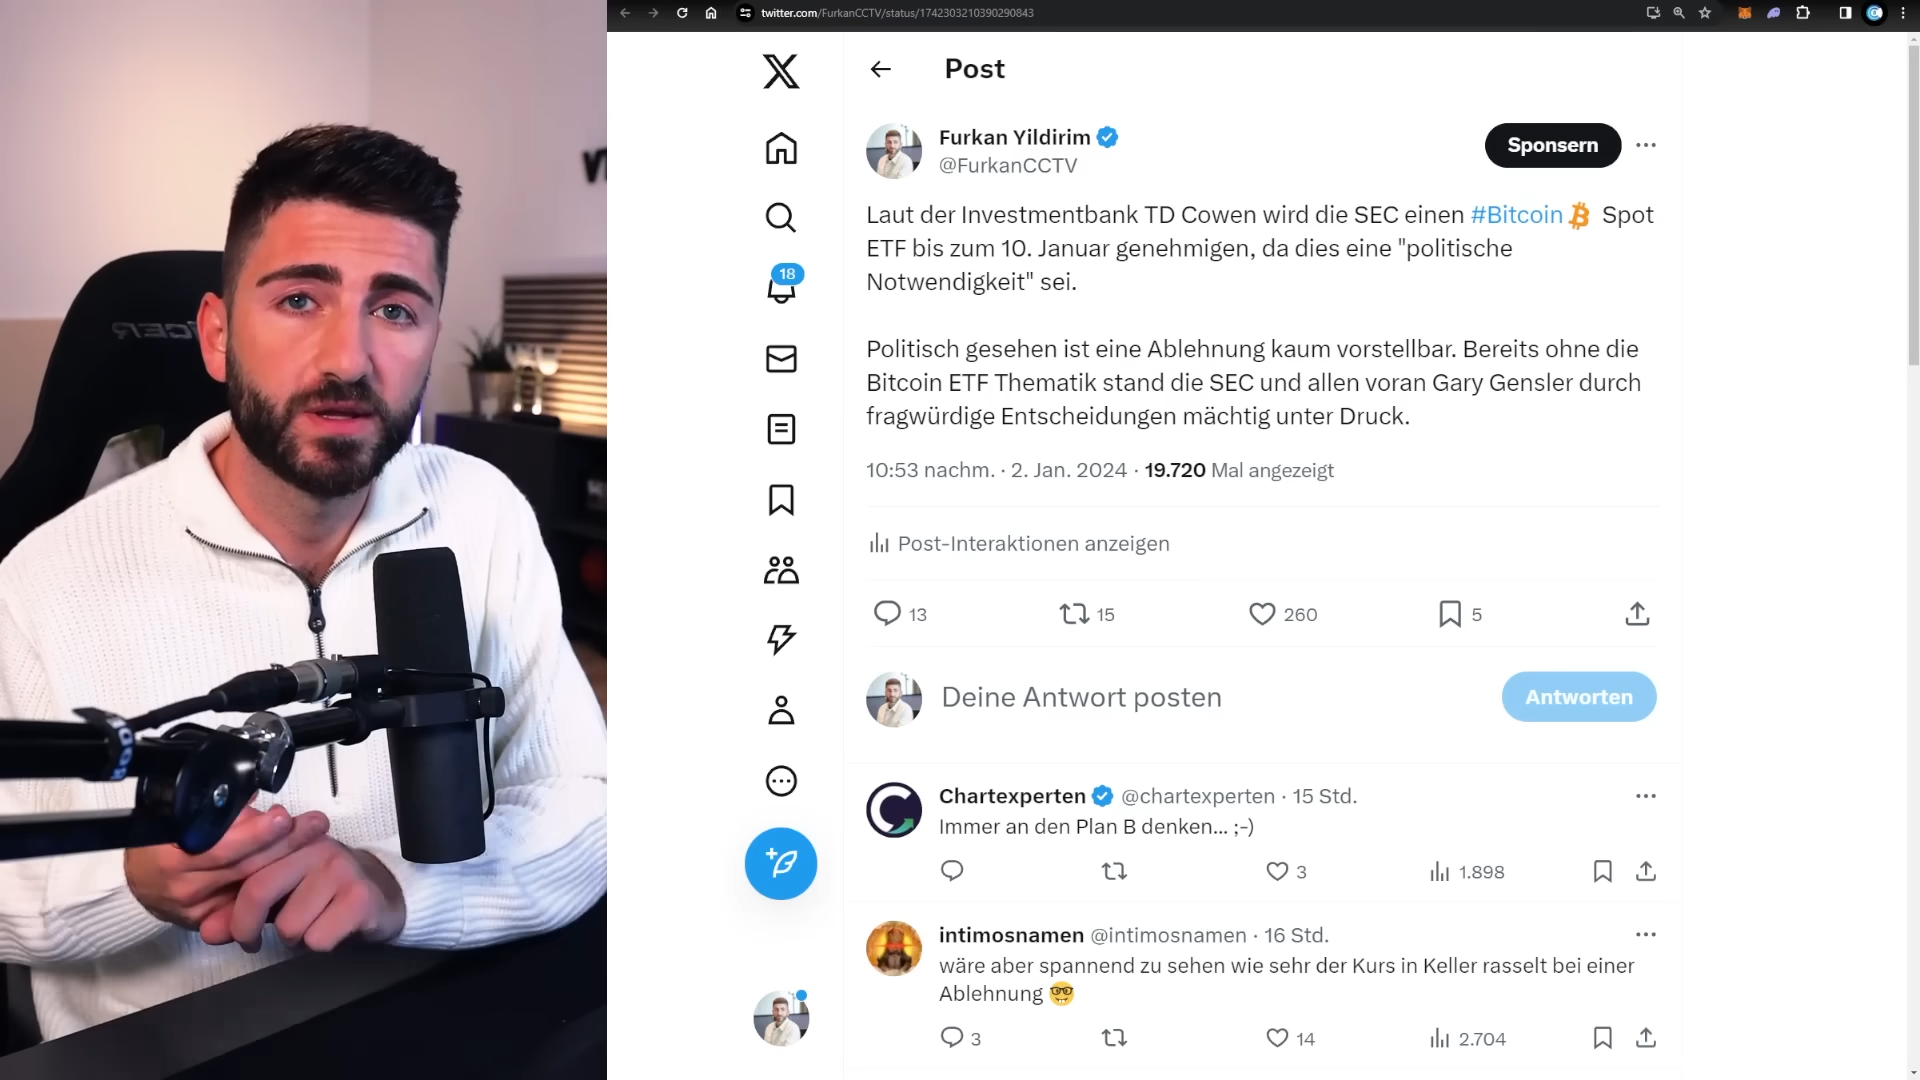 twitter.com/FurkanCCTV/status/1742303210390290843
Post
Furkan Yildirim
@FurkanCCTV
Sponsern
Laut der Investmentbank TD Cowen wird die SEC einen #Bitcoin Spot
ETF bis zum 10. Januar genehmigen, da dies eine "politische
Notwendigkeit" sei.
Politisch gesehen ist eine Ablehnung kaum vorstellbar. Bereits ohne die
Bitcoin ETF Thematik stand die SEC und allen voran Gary Gensler durch
fragwürdige Entscheidungen mächtig unter Druck.
10:53 nachm. · 2. Jan. 2024 · 19.720 Mal angezeigt
Post-Interaktionen anzeigen
13 15 260 5
Deine Antwort posten
Antworten
Chartexperten @chartexperten · 15 Std.
Immer an den Plan B denken... ;-)
3 1.898
intimosnamen @intimosnamen · 16 Std.
wäre aber spannend zu sehen wie sehr der Kurs in Keller rasselt bei einer
Ablehnung 🤓
3 14 2.704
18